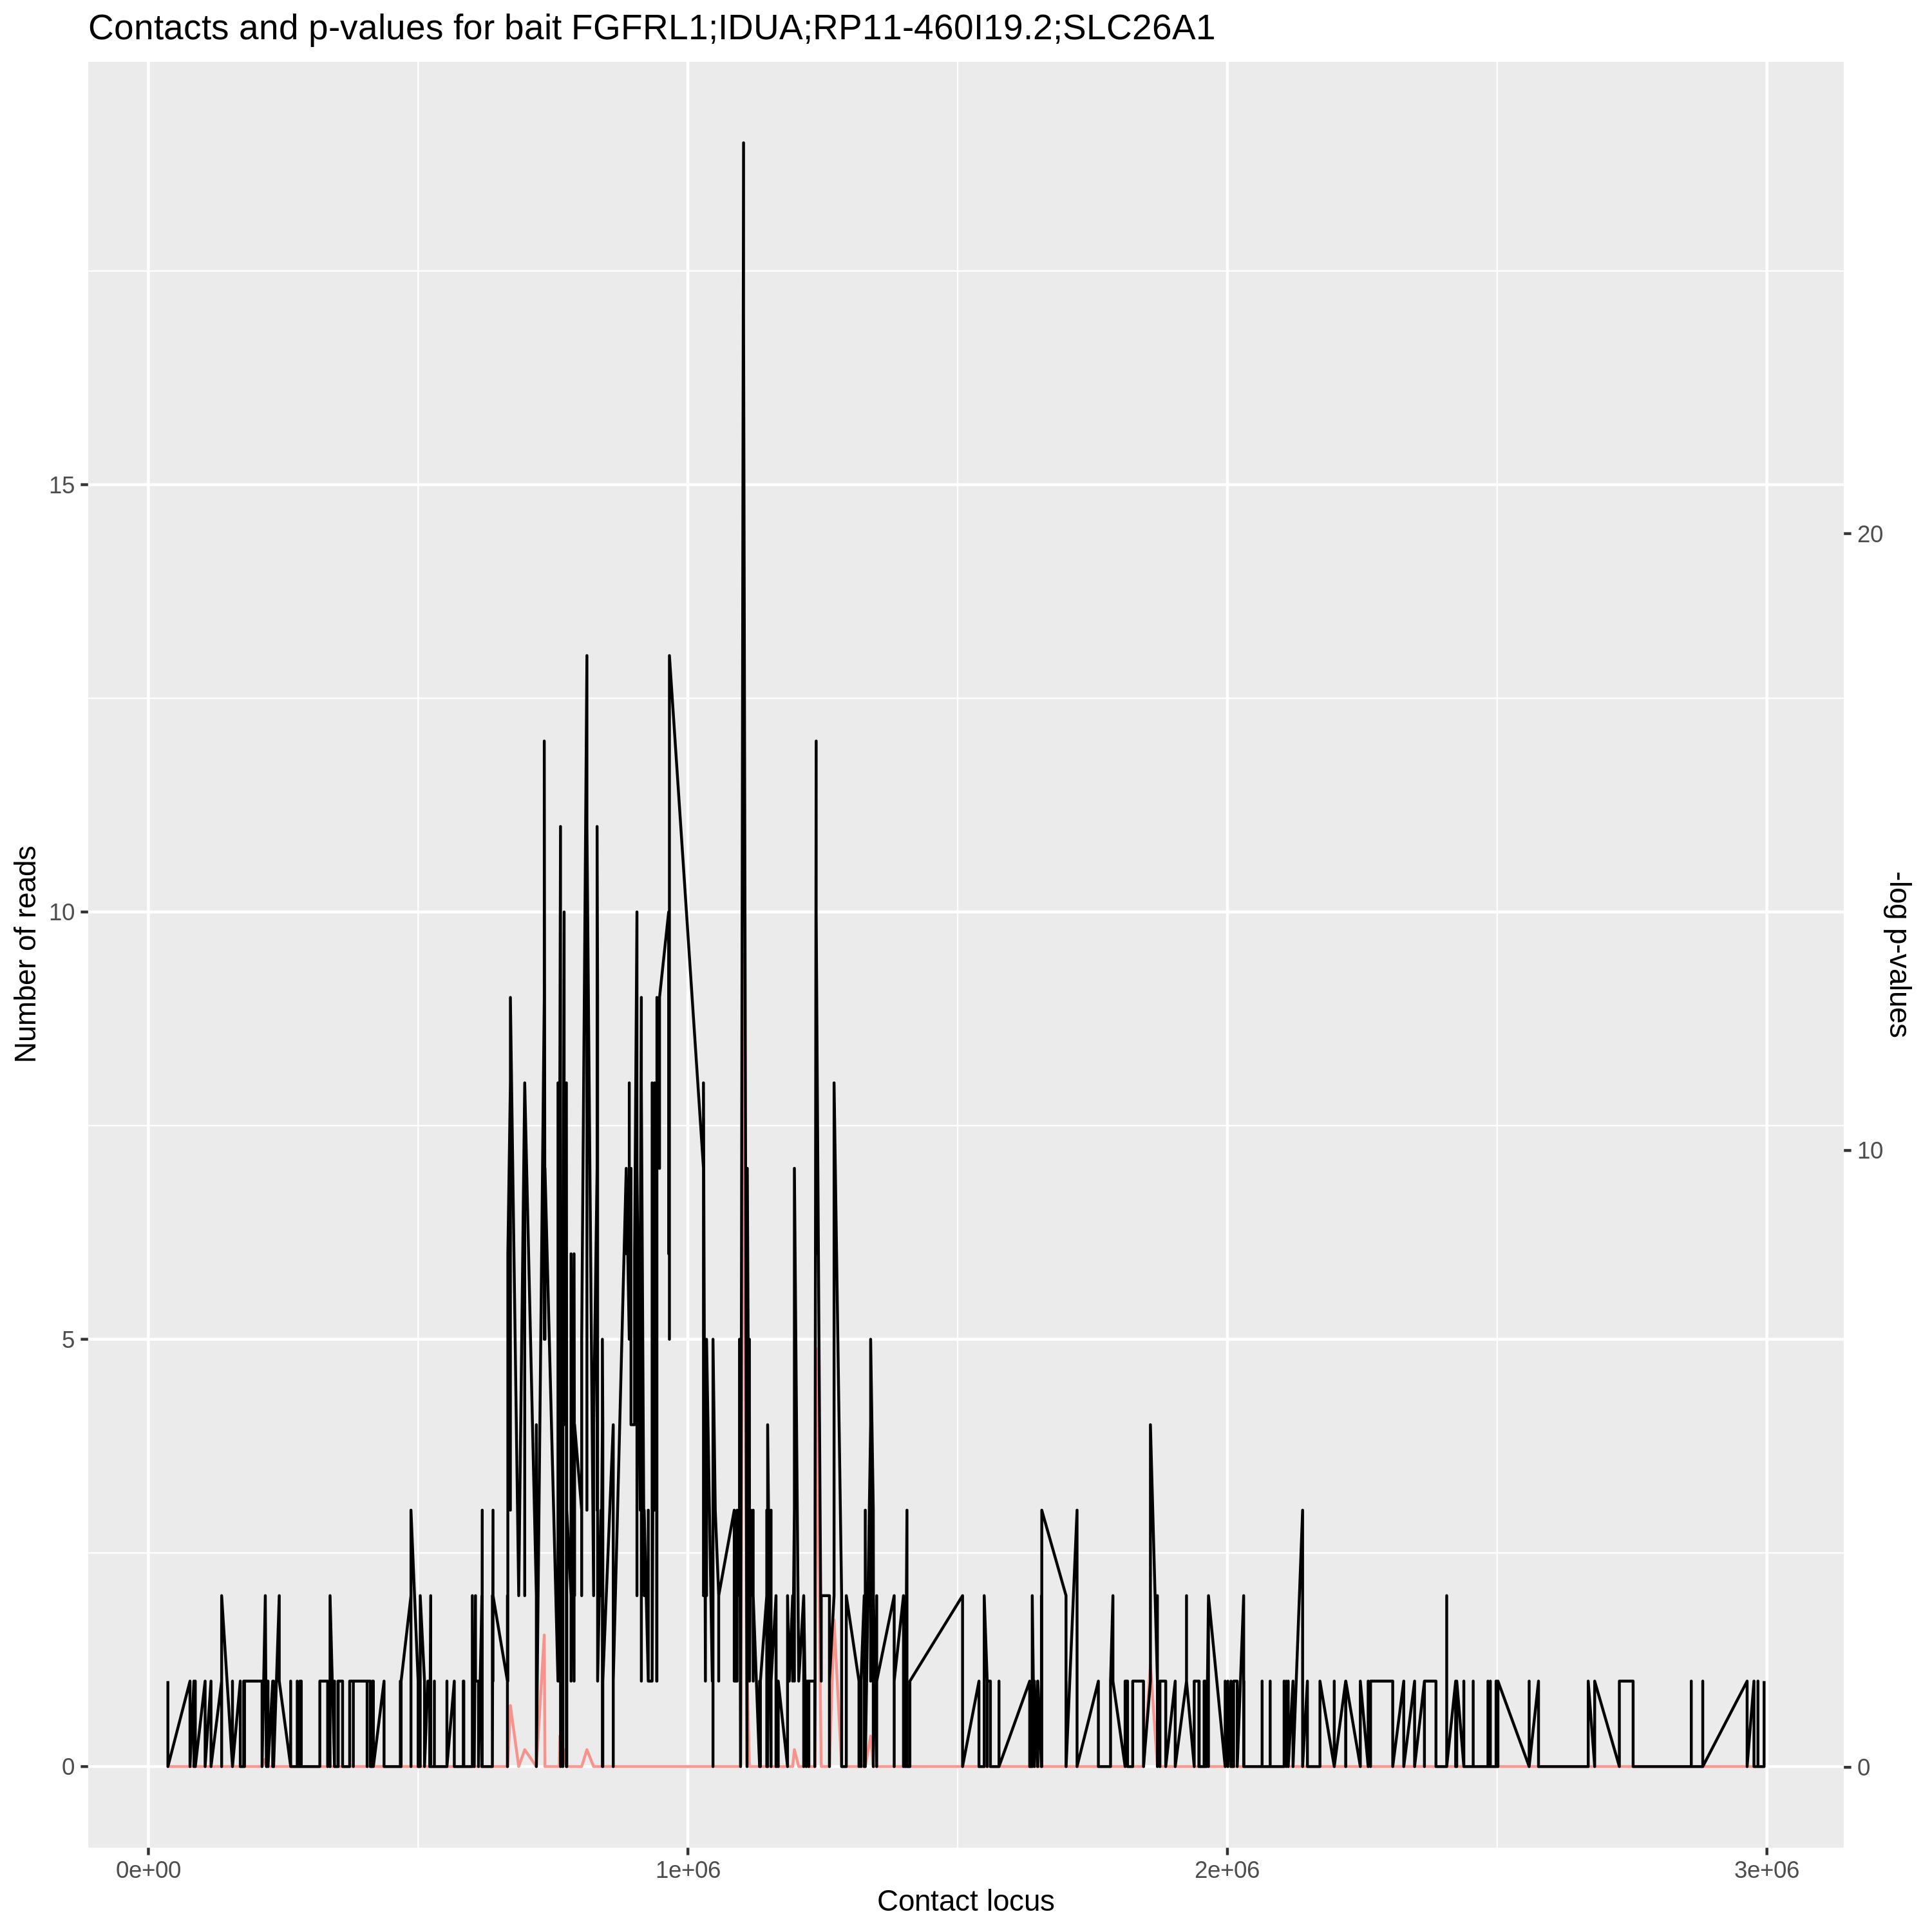 Contacts and p-values for bait FGFRL1;IDUA;RP11-460I19.2;SLC26A1
15
10
5
0
Number of reads
20
10
0
-log p-values
0e+00 1e+06 2e+06 3e+06
Contact locus